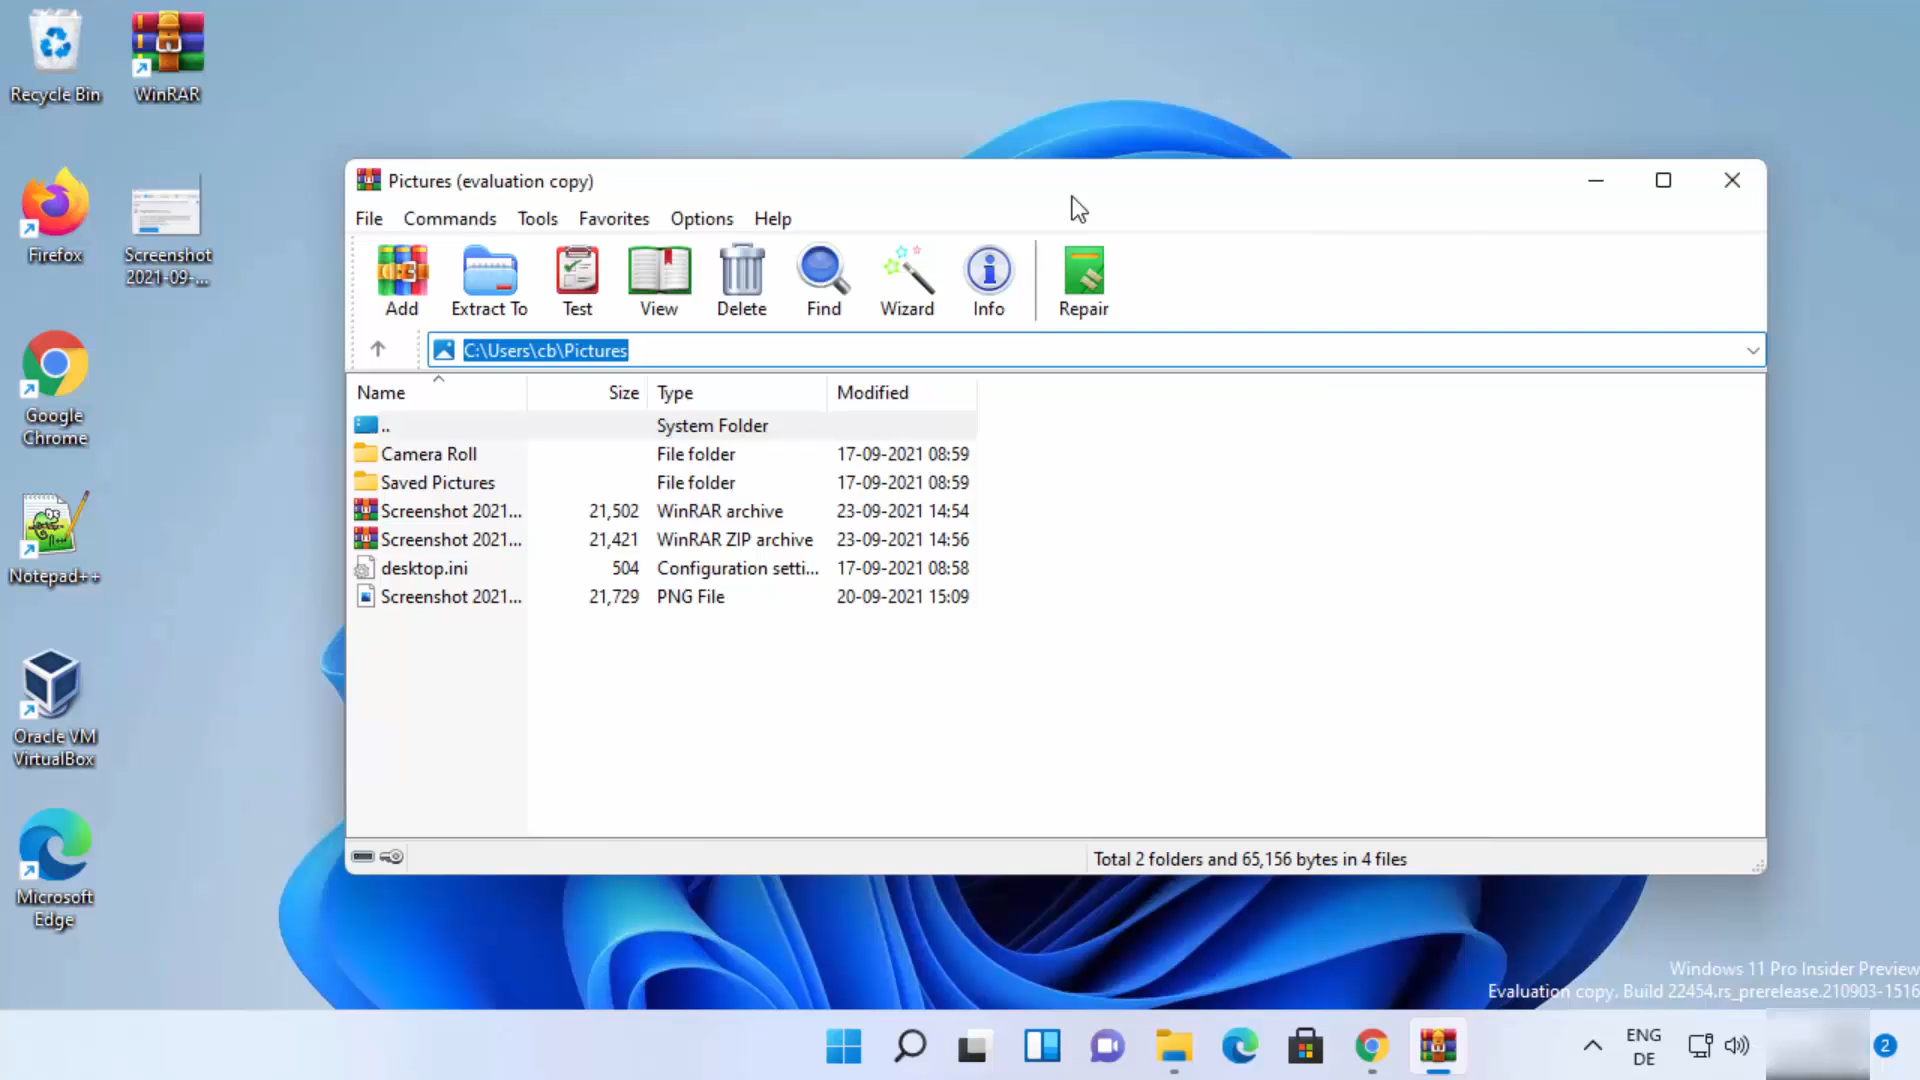 Recycle Bin
WinRAR
Firefox
Screenshot
2021-09-...
Google
Chrome
Notepad++
Oracle VM
VirtualBox
Microsoft
Edge
Pictures (evaluation copy)
File Commands Tools Favorites Options Help
Add Extract To Test View Delete Find Wizard Info Repair
C:\Users\cb\Pictures
Name Size Type Modified
.. System Folder
Camera Roll File folder 17-09-2021 08:59
Saved Pictures File folder 17-09-2021 08:59
Screenshot 2021... 21,502 WinRAR archive 23-09-2021 14:54
Screenshot 2021... 21,421 WinRAR ZIP archive 23-09-2021 14:56
desktop.ini 504 Configuration setti... 17-09-2021 08:58
Screenshot 2021... 21,729 PNG File 20-09-2021 15:09
Total 2 folders and 65,156 bytes in 4 files
Windows 11 Pro Insider Preview
Evaluation copy. Build 22454.rs_prerelease.210903-1516
ENG
DE
2